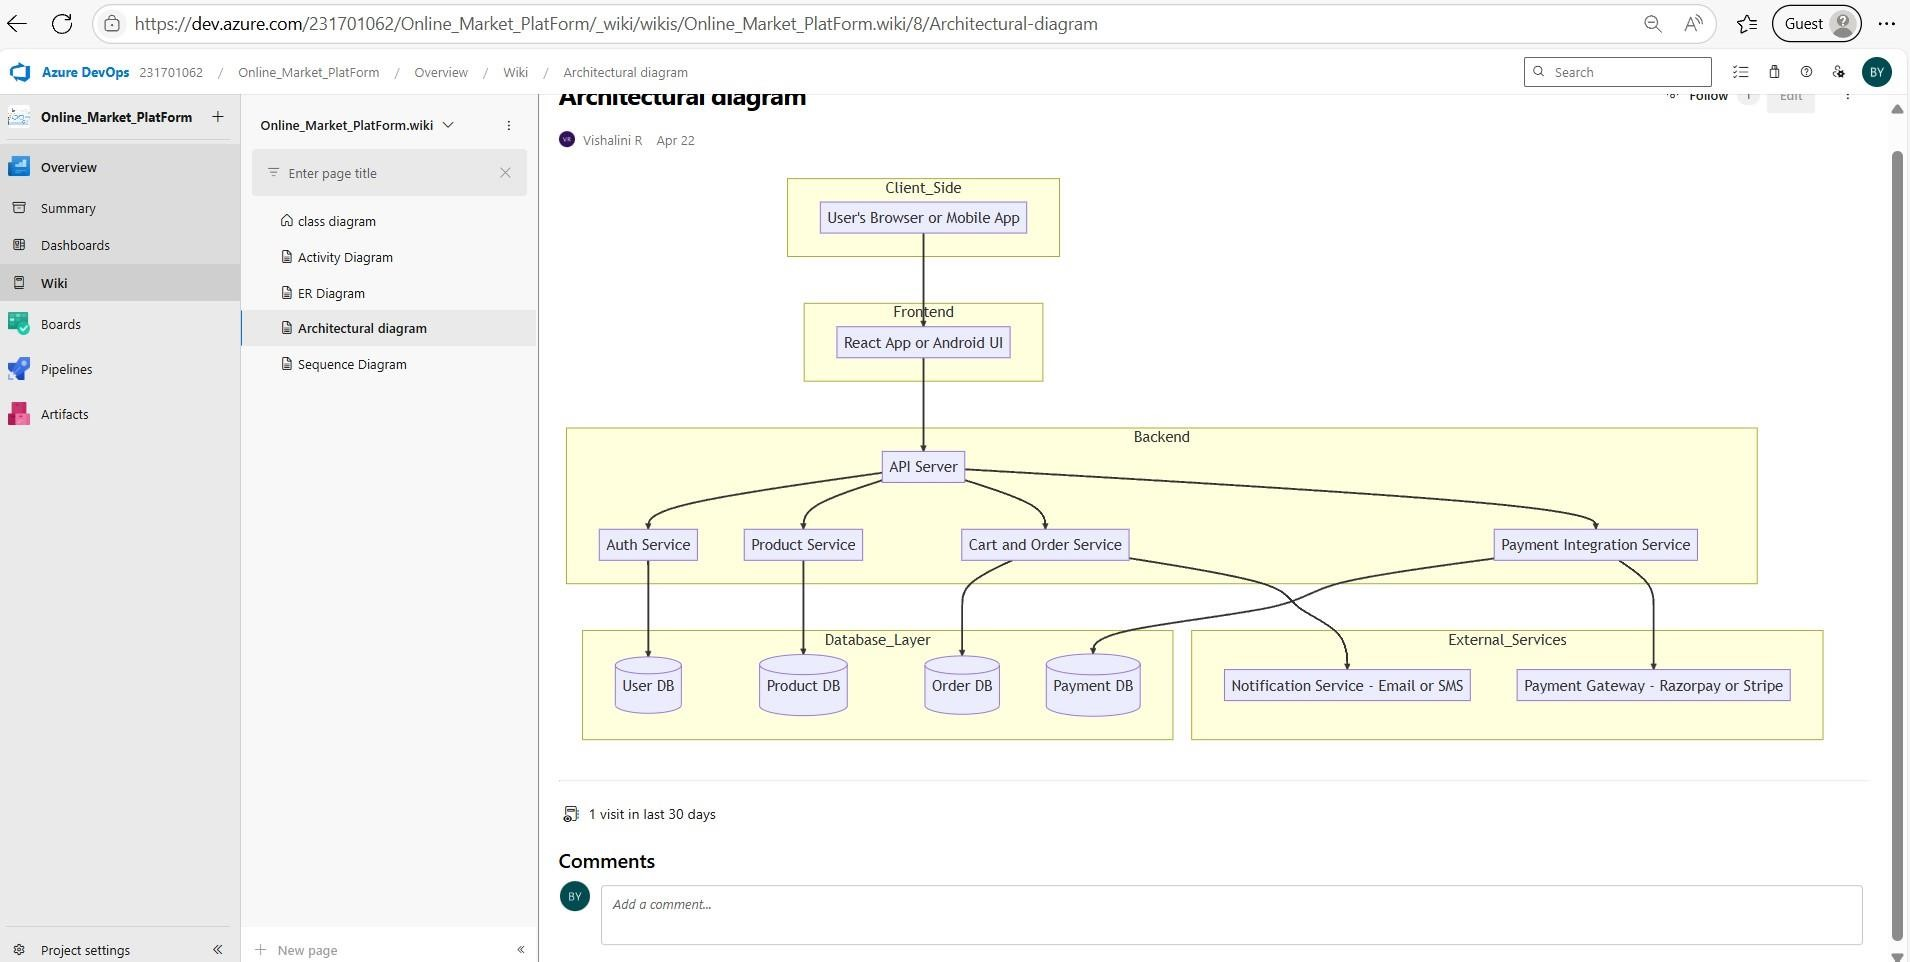 https://dev.azure.com/231701062/Online_Market_PlatForm/_wiki/wikis/Online_Market_PlatForm.wiki/8/Architectural-diagram
Guest
Azure DevOps 231701062 / Online_Market_PlatForm / Overview / Wiki / Architectural diagram
Search
BY
Online_Market_PlatForm
Overview
Summary
Dashboards
Wiki
Boards
Pipelines
Artifacts
Project settings
Online_Market_PlatForm.wiki
Enter page title
class diagram
Activity Diagram
ER Diagram
Architectural diagram
Sequence Diagram
New page
Architectural diagram
Follow 1 Edit
VR Vishalini R Apr 22
Client_Side
User's Browser or Mobile App
Frontend
React App or Android UI
Backend
API Server
Auth Service Product Service Cart and Order Service Payment Integration Service
Database_Layer External_Services
User DB Product DB Order DB Payment DB Notification Service - Email or SMS Payment Gateway - Razorpay or Stripe
1 visit in last 30 days
Comments
BY
Add a comment...